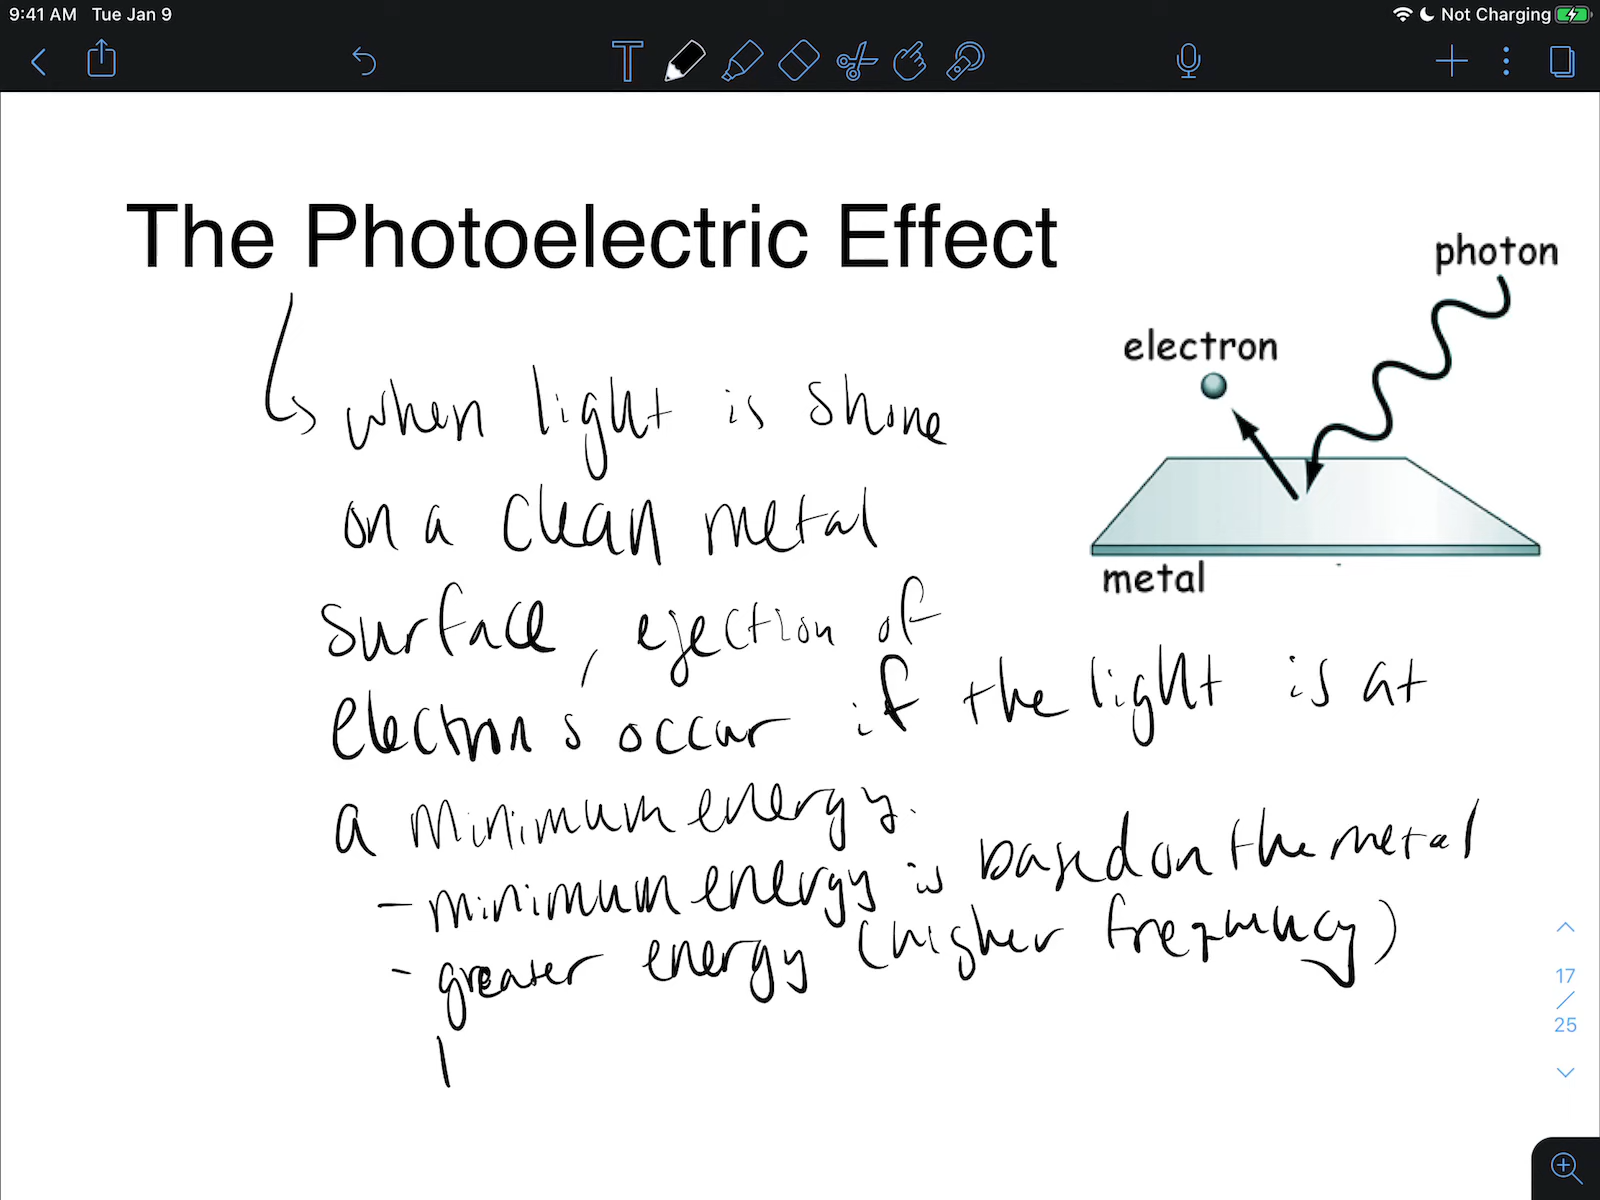 9:41 AM Tue Jan 9
Not Charging
T
The Photoelectric Effect
photon
electron
metal
when light is shone
on a clean metal
surface, ejection of
electrons occur if the light is at
a minimum energy.
- minimum energy is based on the metal
- greater energy (higher frequency)
17
/
25